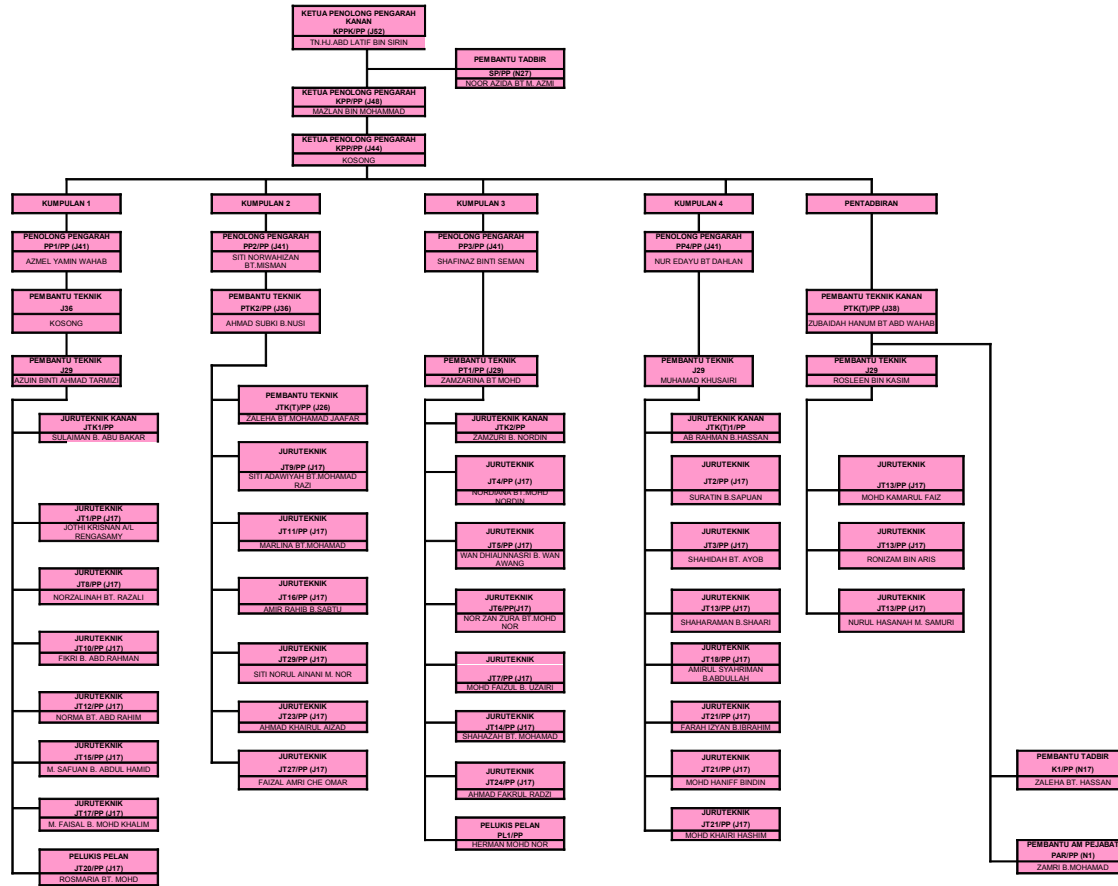 KETUA PENOLONG PENGARAH
KANAN
KPPK/PP (J52)
TN.HJ.ABD LATIF BIN SIRIN
PEMBANTU TADBIR
SP/PP (N27)
NOOR AZIDA BT M. AZMI
KETUA PENOLONG PENGARAH
KPP/PP (J48)
MAZLAN BIN MOHAMMAD
KETUA PENOLONG PENGARAH
KPP/PP (J44)
KOSONG
KUMPULAN 1
PENOLONG PENGARAH
PP1/PP (J41)
AZMEL YAMIN WAHAB
PEMBANTU TEKNIK
J36
KOSONG
PEMBANTU TEKNIK
J29
AZUIN BINTI AHMAD TARMIZI
JURUTEKNIK KANAN
JTK1/PP
SULAIMAN B. ABU BAKAR
JURUTEKNIK
JT1/PP (J17)
JOTHI KRISNAN A/L
RENGASAMY
JURUTEKNIK
JT8/PP (J17)
NORZALINAH BT. RAZALI
JURUTEKNIK
JT10/PP (J17)
FIKRI B. ABD.RAHMAN
JURUTEKNIK
JT12/PP (J17)
NORMA BT. ABD RAHIM
JURUTEKNIK
JT15/PP (J17)
M. SAFUAN B. ABDUL HAMID
JURUTEKNIK
JT17/PP (J17)
M. FAISAL B. MOHD KHALIM
PELUKIS PELAN
JT20/PP (J17)
ROSMARIA BT. MOHD
KUMPULAN 2
PENOLONG PENGARAH
PP2/PP (J41)
SITI NORWAHIZAN
BT.MISMAN
PEMBANTU TEKNIK
PTK2/PP (J36)
AHMAD SUBKI B.NUSI
PEMBANTU TEKNIK
JTK(T)/PP (J26)
ZALEHA BT.MOHAMAD JAAFAR
JURUTEKNIK
JT9/PP (J17)
SITI ADAWIYAH BT.MOHAMAD
RAZI
JURUTEKNIK
JT11/PP (J17)
MARLINA BT.MOHAMAD
JURUTEKNIK
JT16/PP (J17)
AMIR RAHIB B.SABTU
JURUTEKNIK
JT29/PP (J17)
SITI NORUL AINANI M. NOR
JURUTEKNIK
JT23/PP (J17)
AHMAD KHAIRUL AIZAD
JURUTEKNIK
JT27/PP (J17)
FAIZAL AMRI CHE OMAR
KUMPULAN 3
PENOLONG PENGARAH
PP3/PP (J41)
SHAFINAZ BINTI SEMAN
PEMBANTU TEKNIK
PT1/PP (J29)
ZAMZARINA BT MOHD
JURUTEKNIK KANAN
JTK2/PP
ZAMZURI B. NORDIN
JURUTEKNIK
JT4/PP (J17)
NORDIANA BT.MOHD
NORDIN
JURUTEKNIK
JT5/PP (J17)
WAN DHIAUNNASRI B. WAN
AWANG
JURUTEKNIK
JT6/PP(J17)
NOR ZAN ZURA BT.MOHD
NOR
JURUTEKNIK
JT7/PP (J17)
MOHD FAIZUL B. UZAIRI
JURUTEKNIK
JT14/PP (J17)
SHAHAZAH BT. MOHAMAD
JURUTEKNIK
JT24/PP (J17)
AHMAD FAKRUL RADZI
PELUKIS PELAN
PL1/PP
HERMAN MOHD NOR
KUMPULAN 4
PENOLONG PENGARAH
PP4/PP (J41)
NUR EDAYU BT DAHLAN
PEMBANTU TEKNIK
J29
MUHAMAD KHUSAIRI
JURUTEKNIK KANAN
JTK(T)1/PP
AB RAHMAN B.HASSAN
JURUTEKNIK
JT2/PP (J17)
SURATIN B.SAPUAN
JURUTEKNIK
JT3/PP (J17)
SHAHIDAH BT. AYOB
JURUTEKNIK
JT13/PP (J17)
SHAHARAMAN B.SHAARI
JURUTEKNIK
JT18/PP (J17)
AMIRUL SYAHRIMAN
B.ABDULLAH
JURUTEKNIK
JT21/PP (J17)
FARAH IZYAN B.IBRAHIM
JURUTEKNIK
JT21/PP (J17)
MOHD HANIFF BINDIN
JURUTEKNIK
JT21/PP (J17)
MOHD KHAIRI HASHIM
PENTADBIRAN
PEMBANTU TEKNIK KANAN
PTK(T)/PP (J38)
ZUBAIDAH HANUM BT ABD WAHAB
PEMBANTU TEKNIK
J29
ROSLEEN BIN KASIM
JURUTEKNIK
JT13/PP (J17)
MOHD KAMARUL FAIZ
JURUTEKNIK
JT13/PP (J17)
RONIZAM BIN ARIS
JURUTEKNIK
JT13/PP (J17)
NURUL HASANAH M. SAMURI
PEMBANTU TADBIR
K1/PP (N17)
ZALEHA BT. HASSAN
PEMBANTU AM PEJABAT
PAR/PP (N1)
ZAMRI B.MOHAMAD